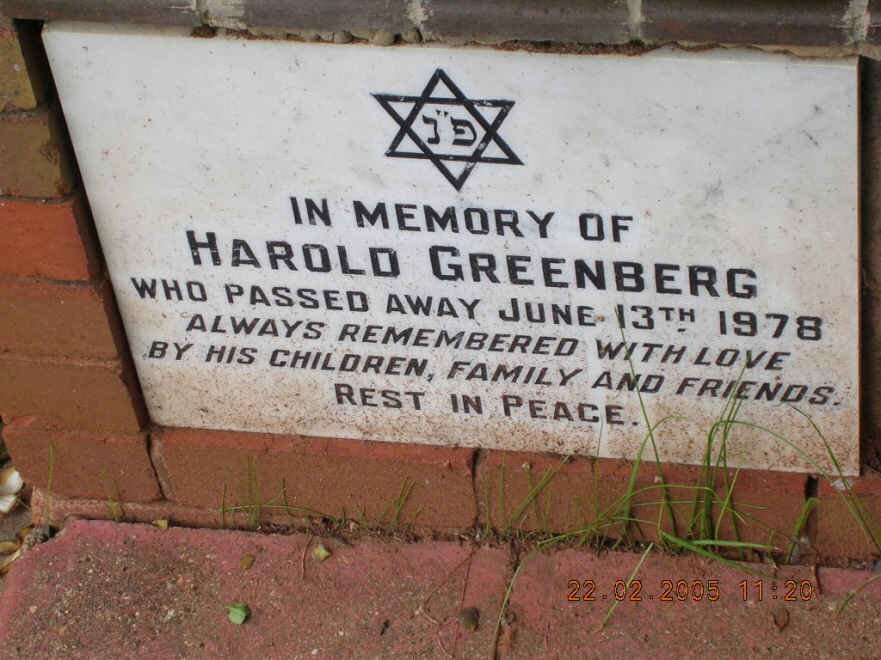 פ"נ
IN MEMORY OF
HAROLD GREENBERG
WHO PASSED AWAY JUNE 13TH 1978
ALWAYS REMEMBERED WITH LOVE
BY HIS CHILDREN, FAMILY AND FRIENDS.
REST IN PEACE.
22.02.2005 11:20